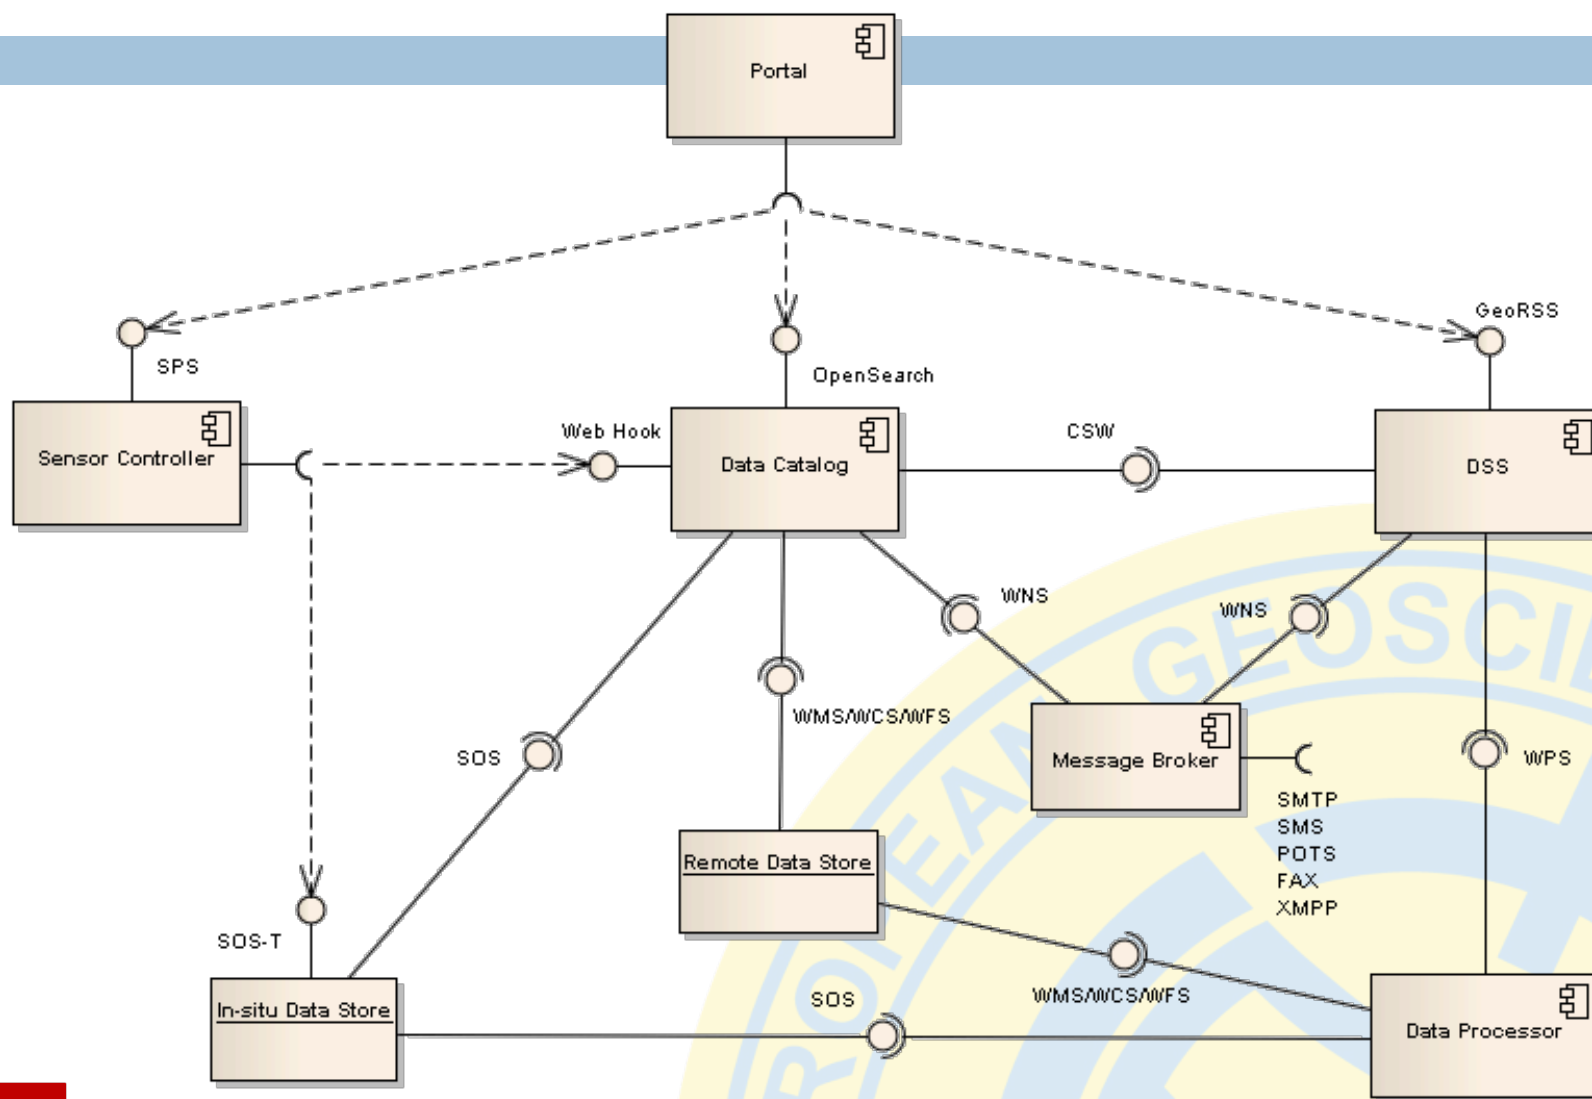 Portal
GeoRSS
SPS
OpenSearch
Web Hook
CSW
Sensor Controller
Data Catalog
DSS
WNS
WNS
WMS/WCS/WFS
SOS
Message Broker
WPS
SMTP
SMS
POTS
FAX
XMPP
Remote Data Store
SOS-T
SOS
WMS/WCS/WFS
In-situ Data Store
Data Processor
GEOSCI